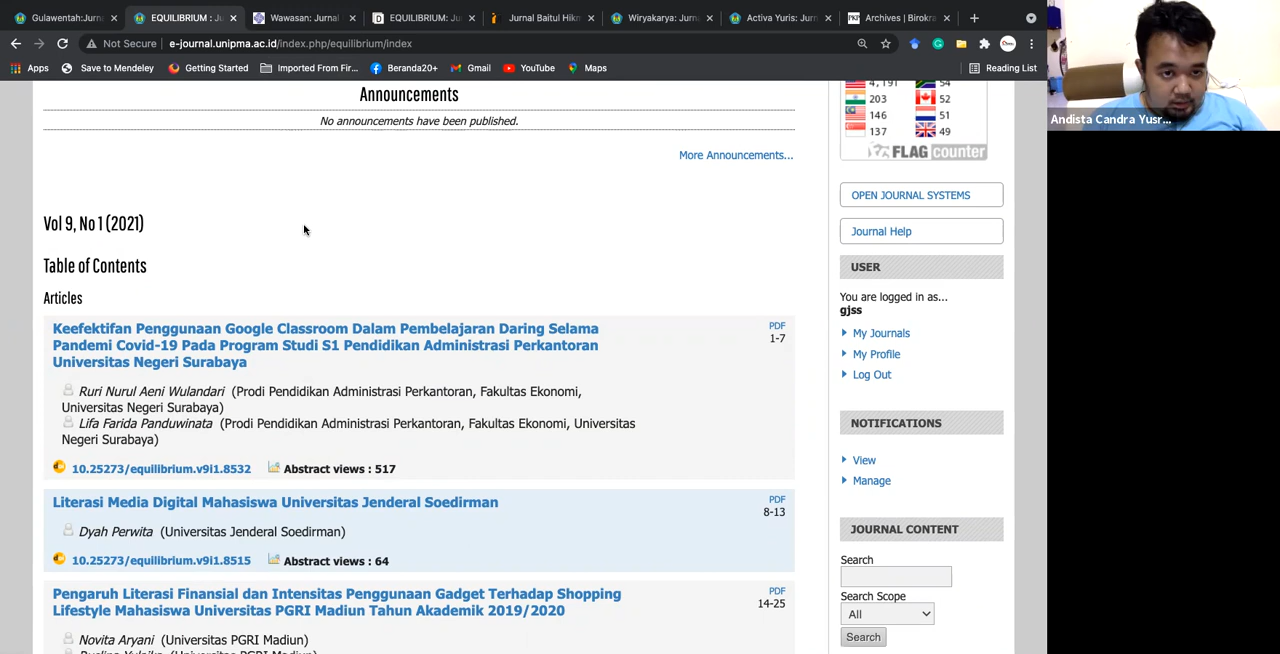 Gulawentah:Jurn
EQUILIBRIUM : Ju
Wawasan: Jurnal
EQUILIBRIUM: Ju
Jurnal Baitul Hikm
Wiryakarya: Jurn
Activa Yuris: Jurn
Archives | Birokra
Not Secure | e-journal.unipma.ac.id/index.php/equilibrium/index
Apps
Save to Mendeley
Getting Started
Imported From Fir...
Beranda20+
Gmail
YouTube
Maps
Reading List
Andista Candra Yusr...
Announcements
No announcements have been published.
More Announcements...
Vol 9, No 1 (2021)
Table of Contents
Articles
Keefektifan Penggunaan Google Classroom Dalam Pembelajaran Daring Selama
Pandemi Covid-19 Pada Program Studi S1 Pendidikan Administrasi Perkantoran
Universitas Negeri Surabaya
PDF
1-7
Ruri Nurul Aeni Wulandari (Prodi Pendidikan Administrasi Perkantoran, Fakultas Ekonomi,
Universitas Negeri Surabaya)
Lifa Farida Panduwinata (Prodi Pendidikan Administrasi Perkantoran, Fakultas Ekonomi, Universitas
Negeri Surabaya)
10.25273/equilibrium.v9i1.8532 Abstract views : 517
Literasi Media Digital Mahasiswa Universitas Jenderal Soedirman
PDF
8-13
Dyah Perwita (Universitas Jenderal Soedirman)
10.25273/equilibrium.v9i1.8515 Abstract views : 64
Pengaruh Literasi Finansial dan Intensitas Penggunaan Gadget Terhadap Shopping
Lifestyle Mahasiswa Universitas PGRI Madiun Tahun Akademik 2019/2020
PDF
14-25
Novita Aryani (Universitas PGRI Madiun)
4,191 54
203 52
146 51
137 49
FLAG counter
OPEN JOURNAL SYSTEMS
Journal Help
USER
You are logged in as...
gjss
My Journals
My Profile
Log Out
NOTIFICATIONS
View
Manage
JOURNAL CONTENT
Search
Search Scope
All
Search